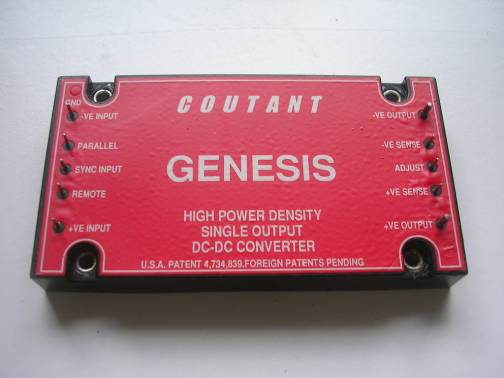 COUTANT
GND
-VE INPUT
PARALLEL
SYNC INPUT
REMOTE
+VE INPUT
GENESIS
HIGH POWER DENSITY
SINGLE OUTPUT
DC-DC CONVERTER
-VE OUTPUT
-VE SENSE
ADJUST
+VE SENSE
+VE OUTPUT
U.S.A. PATENT 4,734,839.FOREIGN PATENTS PENDING